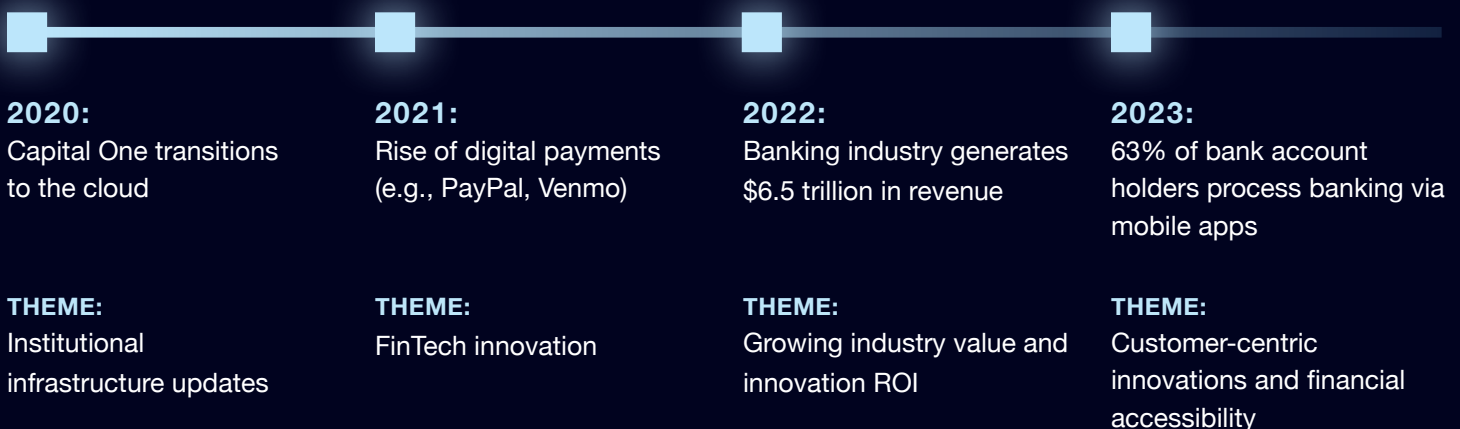 2020:
Capital One transitions
to the cloud
THEME:
Institutional
infrastructure updates
2021:
Rise of digital payments
(e.g., PayPal, Venmo)
THEME:
FinTech innovation
2022:
Banking industry generates
$6.5 trillion in revenue
THEME:
Growing industry value and
innovation ROI
2023:
63% of bank account
holders process banking via
mobile apps
THEME:
Customer-centric
innovations and financial
accessibility